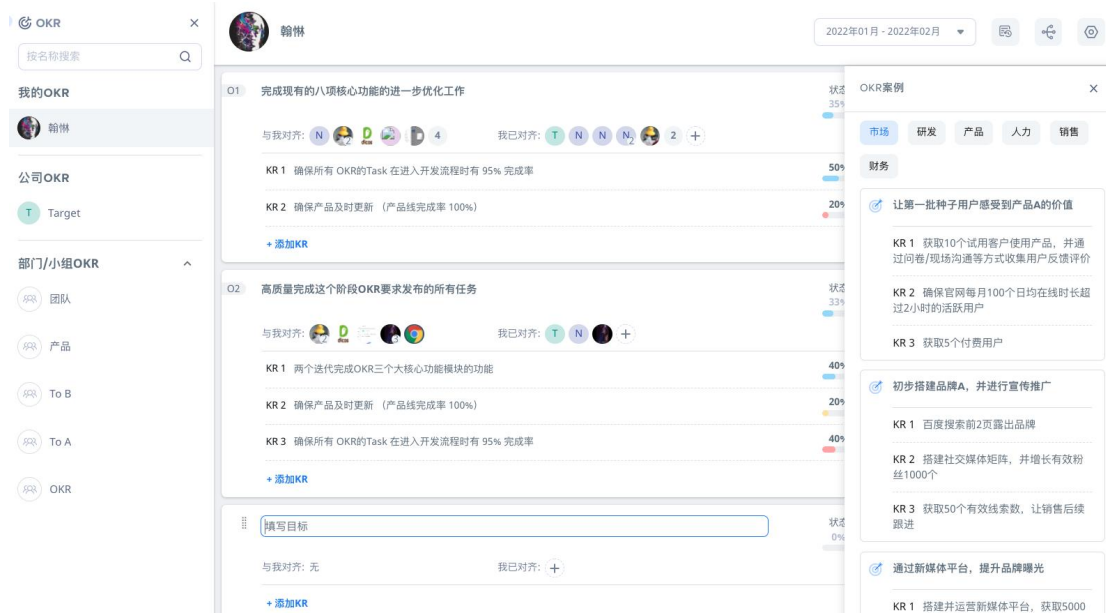 OKR
按名称搜索
我的OKR
翰惏
公司OKR
T Target
部门/小组OKR
团队
产品
To B
To A
OKR
翰惏
2022年01月 - 2022年02月
O1 完成现有的八项核心功能的进一步优化工作
状态
35%
与我对齐: N 4 我已对齐: T N N N 2 +
KR 1 确保所有 OKR的Task 在进入开发流程时有 95% 完成率
50%
KR 2 确保产品及时更新 （产品线完成率 100%）
20%
+ 添加KR
O2 高质量完成这个阶段OKR要求发布的所有任务
状态
33%
与我对齐: 我已对齐: T N +
KR 1 两个迭代完成OKR三个大核心功能模块的功能
40%
KR 2 确保产品及时更新 （产品线完成率 100%）
20%
KR 3 确保所有 OKR的Task 在进入开发流程时有 95% 完成率
40%
+ 添加KR
填写目标
状态
0%
与我对齐: 无 我已对齐: +
+ 添加KR
OKR案例
市场 研发 产品 人力 销售
财务
让第一批种子用户感受到产品A的价值
KR 1 获取10个试用客户使用产品，并通
过问卷/现场沟通等方式收集用户反馈评价
KR 2 确保官网每月100个日均在线时长超
过2小时的活跃用户
KR 3 获取5个付费用户
初步搭建品牌A，并进行宣传推广
KR 1 百度搜索前2页露出品牌
KR 2 搭建社交媒体矩阵，并增长有效粉
丝1000个
KR 3 获取50个有效线索数，让销售后续
跟进
通过新媒体平台，提升品牌曝光
KR 1 搭建并运营新媒体平台，获取5000